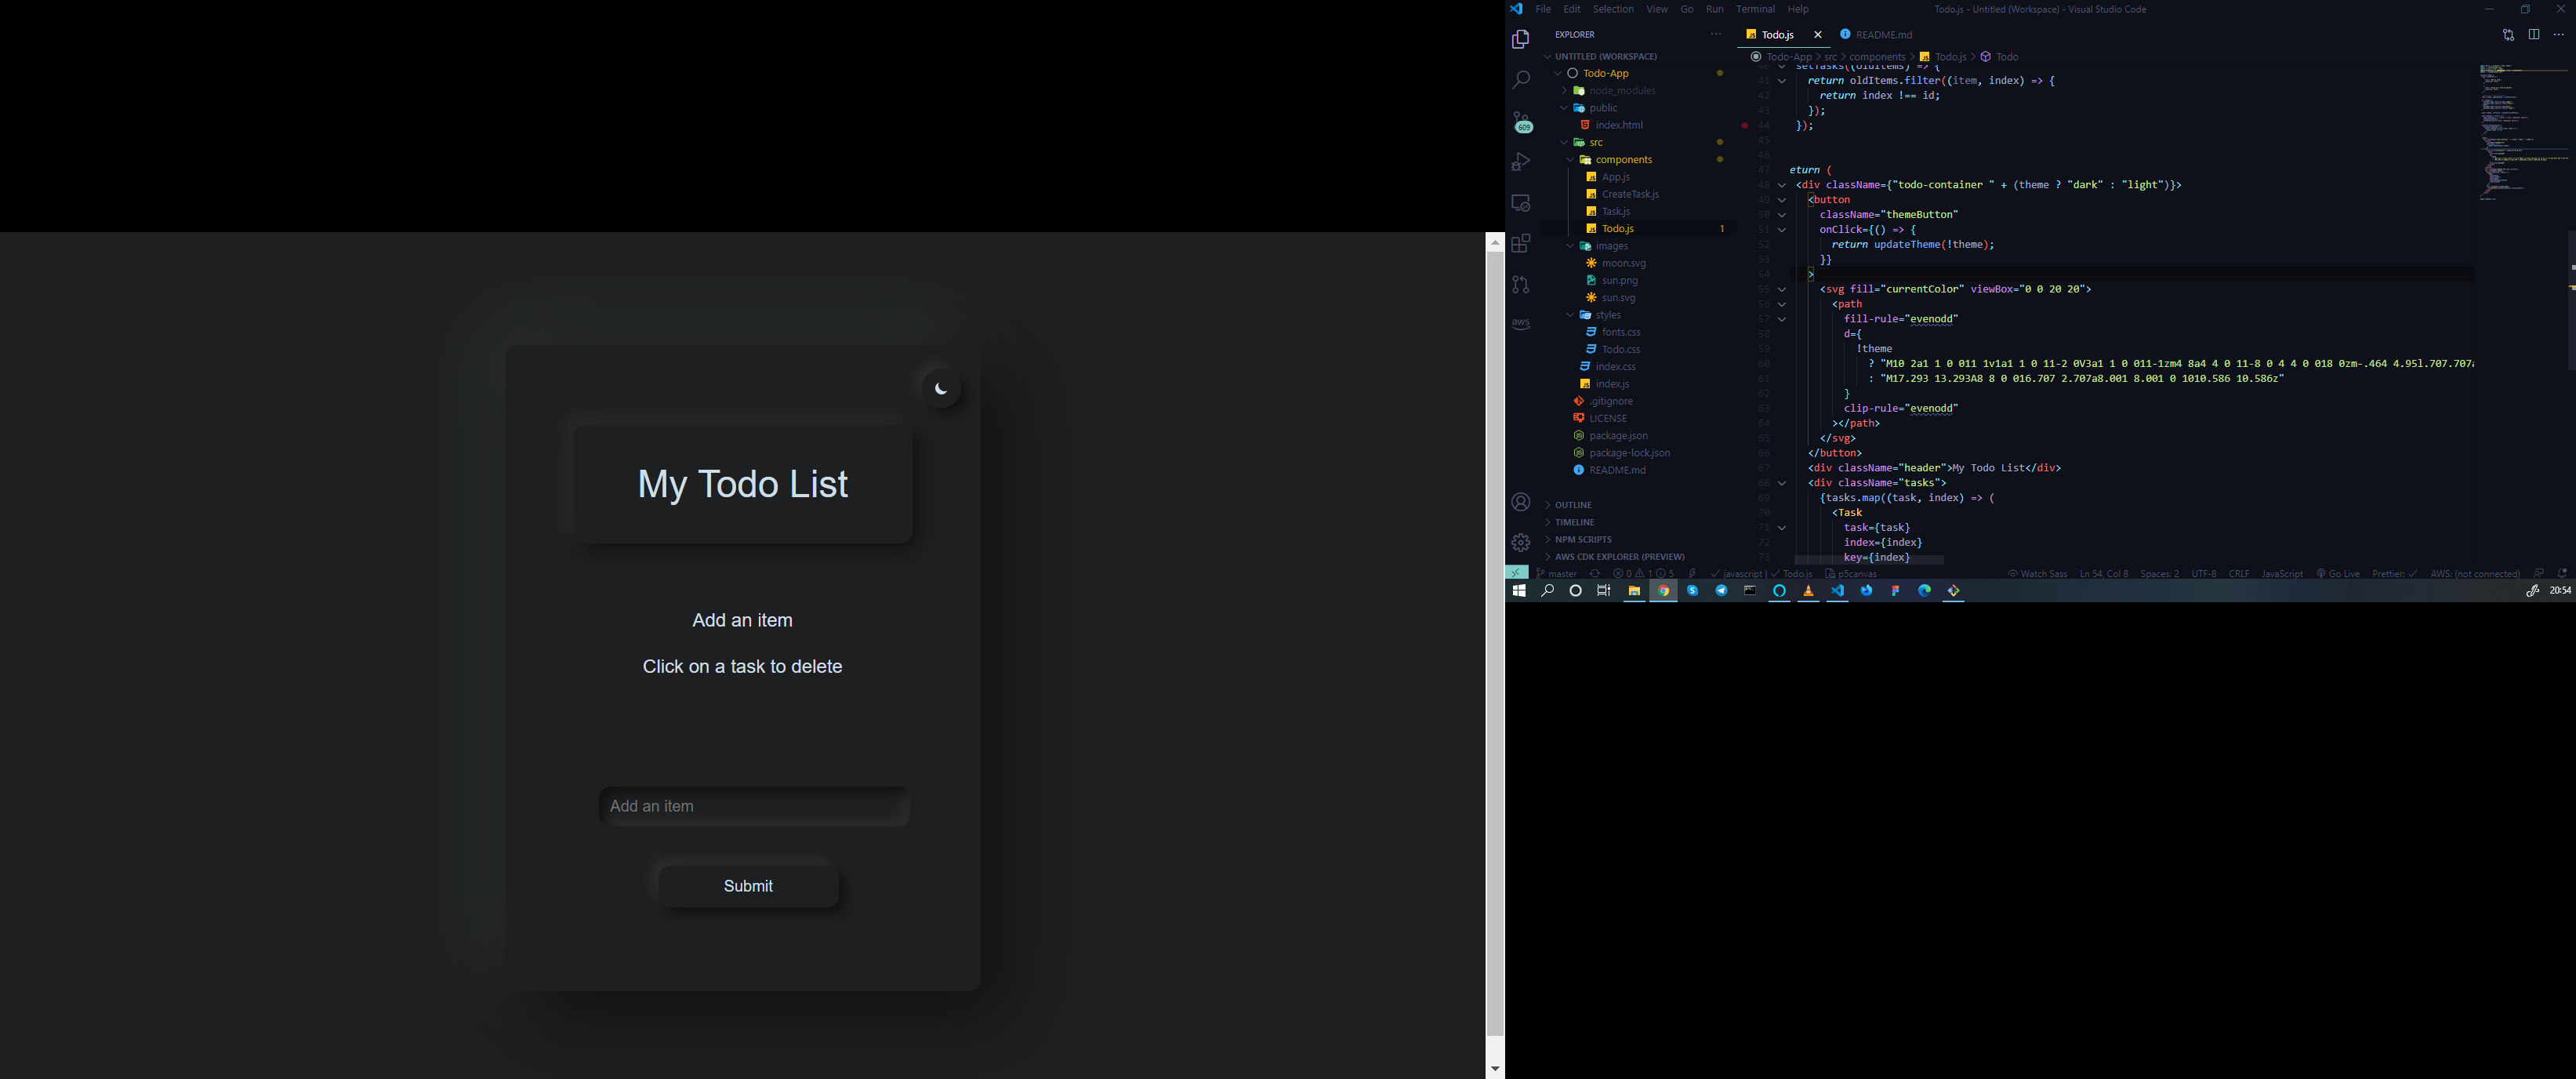 My Todo List
Add an item
Click on a task to delete
Add an item
Submit
File Edit Selection View Go Run Terminal Help
Todo.js - Untitled (Workspace) - Visual Studio Code
EXPLORER
UNTITLED (WORKSPACE)
Todo-App
node_modules
public
index.html
src
components
App.js
CreateTask.js
Task.js
Todo.js 1
images
moon.svg
sun.png
sun.svg
styles
fonts.css
Todo.css
index.css
index.js
.gitignore
LICENSE
package.json
package-lock.json
README.md
OUTLINE
TIMELINE
NPM SCRIPTS
AWS CDK EXPLORER (PREVIEW)
609
aws
Todo.js README.md
Todo-App > src > components > Todo.js > Todo
40 setTasks((oldItems) => {
41 return oldItems.filter((item, index) => {
42 return index !== id;
43 });
44 });
45
46
47 eturn (
48 <div className={"todo-container " + (theme ? "dark" : "light")}>
49 <button
50 className="themeButton"
51 onClick={() => {
52 return updateTheme(!theme);
53 }}
54 >
55 <svg fill="currentColor" viewBox="0 0 20 20">
56 <path
57 fill-rule="evenodd"
58 d={
59 !theme
60 ? "M10 2a1 1 0 011 1v1a1 1 0 11-2 0V3a1 1 0 011-1zm4 8a4 4 0 11-8 0 4 4 0 018 0zm-.464 4.95l.707.707a
61 : "M17.293 13.293A8 8 0 016.707 2.707a8.001 8.001 0 1010.586 10.586z"
62 }
63 clip-rule="evenodd"
64 ></path>
65 </svg>
66 </button>
67 <div className="header">My Todo List</div>
68 <div className="tasks">
69 {tasks.map((task, index) => (
70 <Task
71 task={task}
72 index={index}
73 key={index}
master 0 1 5 javascript | Todo.js p5canvas Watch Sass Ln 54, Col 8 Spaces: 2 UTF-8 CRLF JavaScript Go Live Prettier: AWS: (not connected)
20:54